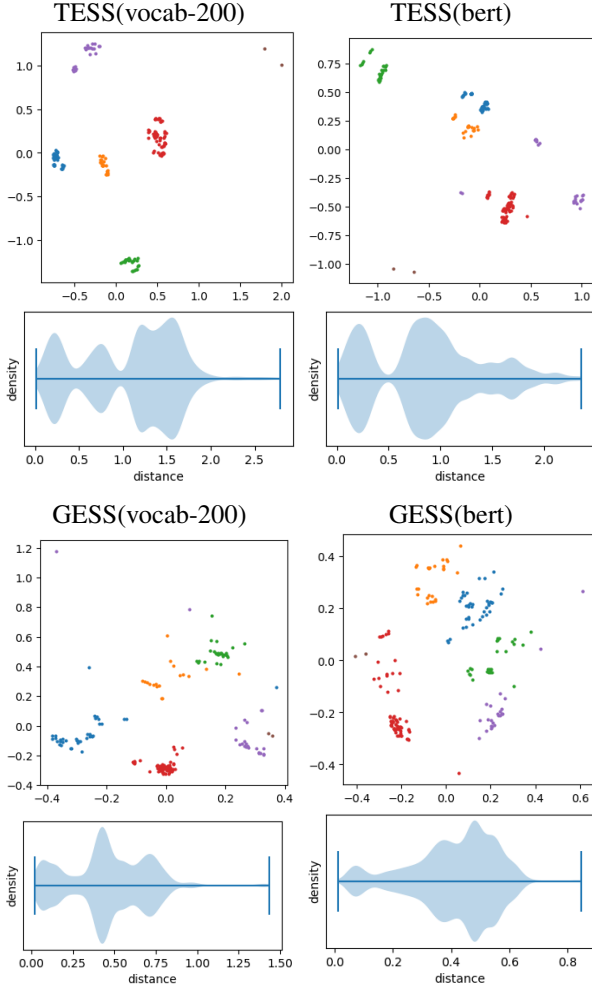 TESS(vocab-200)
TESS(bert)
1.0
0.5
0.0
−0.5
−1.0
−0.5 0.0 0.5 1.0 1.5 2.0
0.75
0.50
0.25
0.00
−0.25
−0.50
−0.75
−1.00
−1.0 −0.5 0.0 0.5 1.0
density
0.0 0.5 1.0 1.5 2.0 2.5
distance
density
0.0 0.5 1.0 1.5 2.0
distance
GESS(vocab-200)
GESS(bert)
1.2
1.0
0.8
0.6
0.4
0.2
0.0
−0.2
−0.4
−0.4 −0.2 0.0 0.2 0.4
0.4
0.2
0.0
−0.2
−0.4
−0.4 −0.2 0.0 0.2 0.4 0.6
density
0.00 0.25 0.50 0.75 1.00 1.25 1.50
distance
density
0.0 0.2 0.4 0.6 0.8
distance